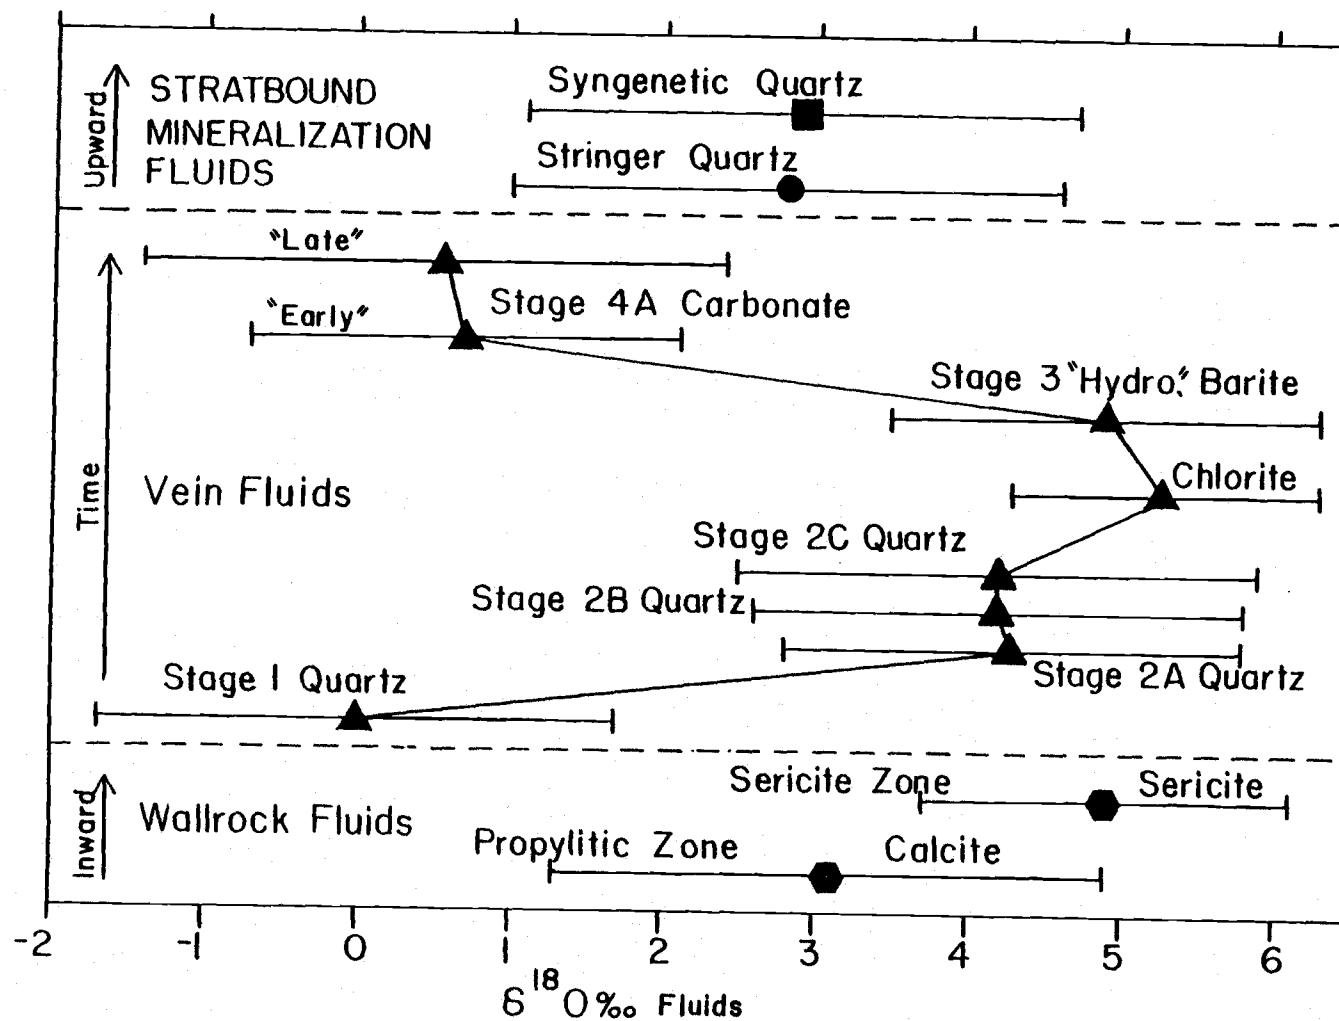 Upward
STRATBOUND
MINERALIZATION
FLUIDS
Syngenetic Quartz
Stringer Quartz
"Late"
"Early"
Stage 4A Carbonate
Stage 3 "Hydro." Barite
Chlorite
Time
Vein Fluids
Stage 2C Quartz
Stage 2B Quartz
Stage 2A Quartz
Stage 1 Quartz
Inward
Wallrock Fluids
Sericite Zone Sericite
Propylitic Zone Calcite
-2 -1 0 1 2 3 4 5 6
δ18O‰ Fluids